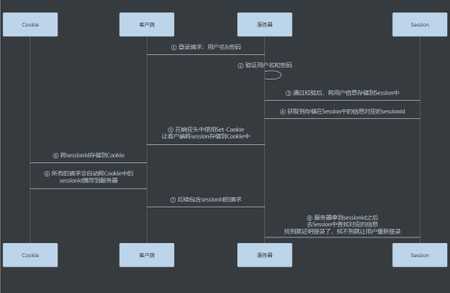 Cookie
客户端
服务器
Session
① 登录请求，用户名&密码
② 验证用户名和密码
③ 通过校验后，将用户信息存储到Session中
④ 获取到存储在Session中的信息对应的sessionId
⑤ 在响应头中使用Set-Cookie
让客户端将session存储到Cookie中
⑥ 将sessionId存储到Cookie
⑥ 所有的请求会自动将Cookie中的
sessionId携带到服务器
⑦ 后续包含sessionId的请求
⑧ 服务器拿到sessionId之后
去Session中查找对应的信息
找到就证明登录了，找不到就让用户重新登录
Cookie
客户端
服务器
Session